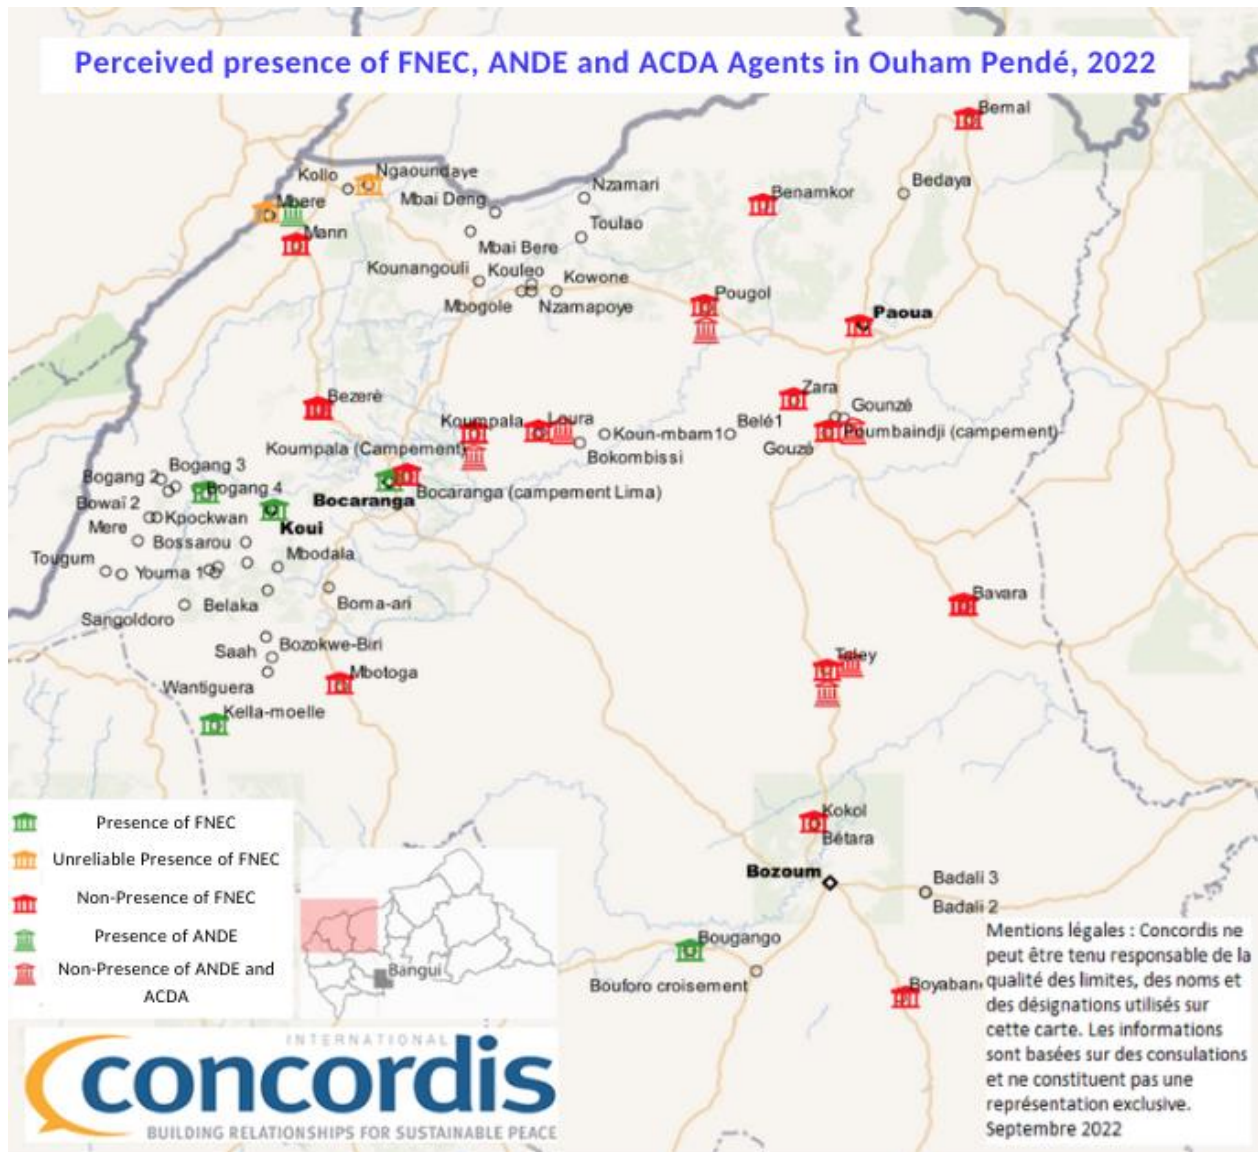 Perceived presence of FNEC, ANDE and ACDA Agents in Ouham Pendé, 2022
Bemal
Kollo
Ngaoundaye
Nzamari
Benamkor
Bedaya
Mbere
Mbai Deng
Toulao
Mann
Mbai Bere
Kounangouli
Kouleo
Kowone
Mbogole
Nzamapoye
Pougol
Paoua
Bezerè
Zara
Gounzé
Koumpala
Loura
Koun-mbam1
Belé1
Poumbaindji (campement)
Koumpala (Campement)
Bokombissi
Gouzé
Bogang 3
Bogang 2
Bogang 4
Bocaranga (campement Lima)
Bocaranga
Bowaï 2
Kpockwan
Koui
Mere
Bossarou
Mbodala
Tougum
Youma 1
Belaka
Boma-ari
Bavara
Sangoldoro
Bozokwe-Biri
Saah
Taley
Mbotoga
Wantiguera
Kella-moelle
Kokol
Bétara
Bozoum
Badali 3
Badali 2
Bougango
Bouforo croisement
Boyaban
Presence of FNEC
Unreliable Presence of FNEC
Non-Presence of FNEC
Presence of ANDE
Non-Presence of ANDE and
ACDA
Bangui
Mentions légales : Concordis ne
peut être tenu responsable de la
qualité des limites, des noms et
des désignations utilisés sur
cette carte. Les informations
sont basées sur des consulations
et ne constituent pas une
représentation exclusive.
Septembre 2022
INTERNATIONAL
concordis
BUILDING RELATIONSHIPS FOR SUSTAINABLE PEACE